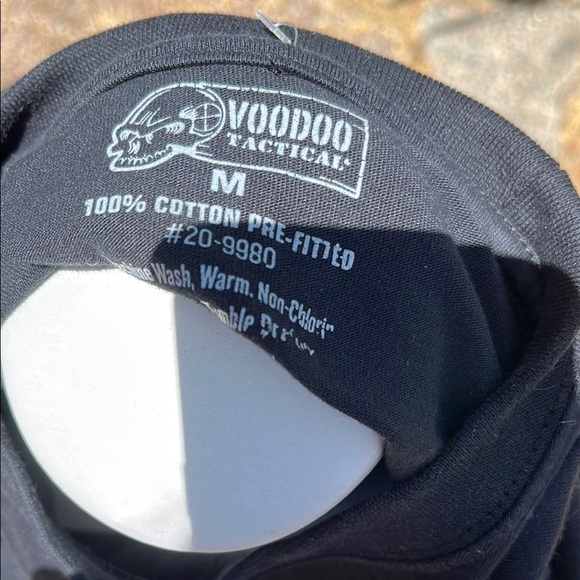 VOODOO
TACTICAL
M
100% COTTON PRE-FITTED
#20-9980
Wash, Warm. Non-Chlorin